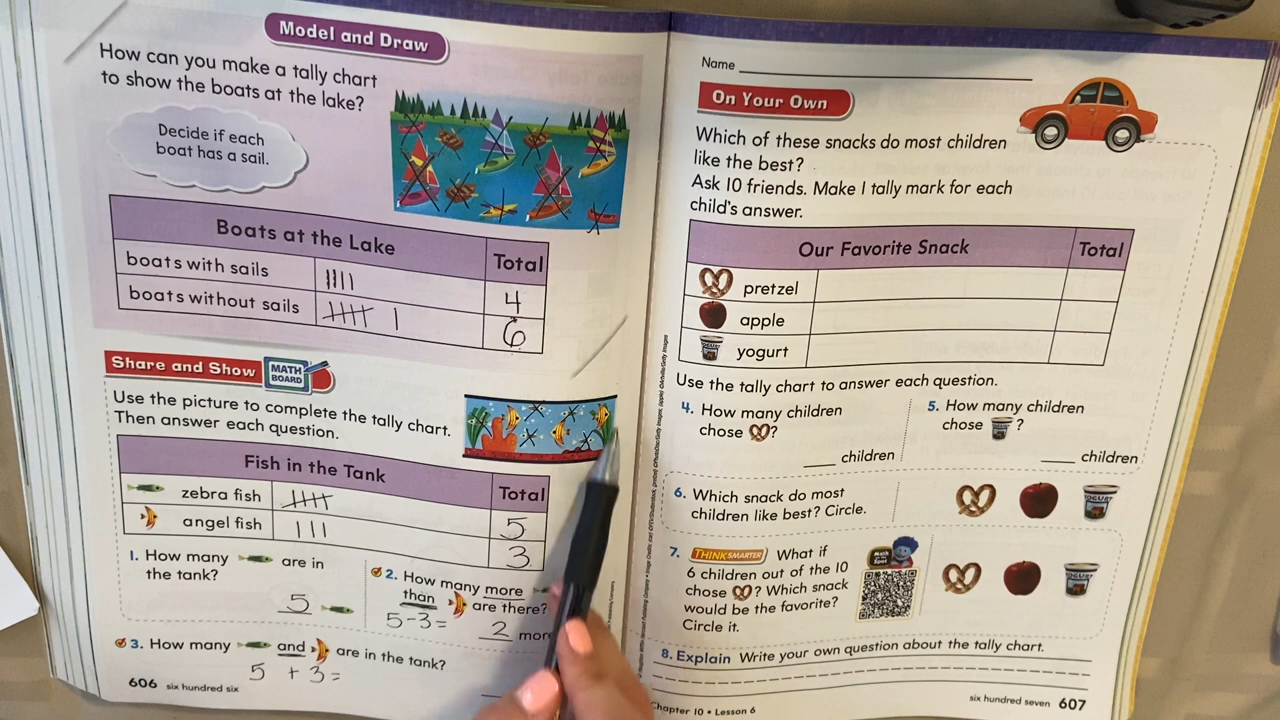 Model and Draw
How can you make a tally chart
to show the boats at the lake?
Decide if each
boat has a sail.
Boats at the Lake Total
boats with sails 4
boats without sails 6
Share and Show MATH BOARD
Use the picture to complete the tally chart.
Then answer each question.
Fish in the Tank Total
zebra fish 5
angel fish 3
1. How many are in
the tank?
5
2. How many more
than are there?
5-3=
2 more
3. How many and are in the tank?
5 + 3 =
606 six hundred six
Name
On Your Own
Which of these snacks do most children
like the best?
Ask 10 friends. Make 1 tally mark for each
child's answer.
Our Favorite Snack Total
pretzel
apple
yogurt
Use the tally chart to answer each question.
4. How many children
chose ?
children
5. How many children
chose ?
children
6. Which snack do most
children like best? Circle.
YOGURT
7. THINK SMARTER What if
6 children out of the 10
chose ? Which snack
would be the favorite?
Circle it.
Math on the Spot
YOGURT
8. Explain Write your own question about the tally chart.
Chapter 10 • Lesson 6
six hundred seven 607